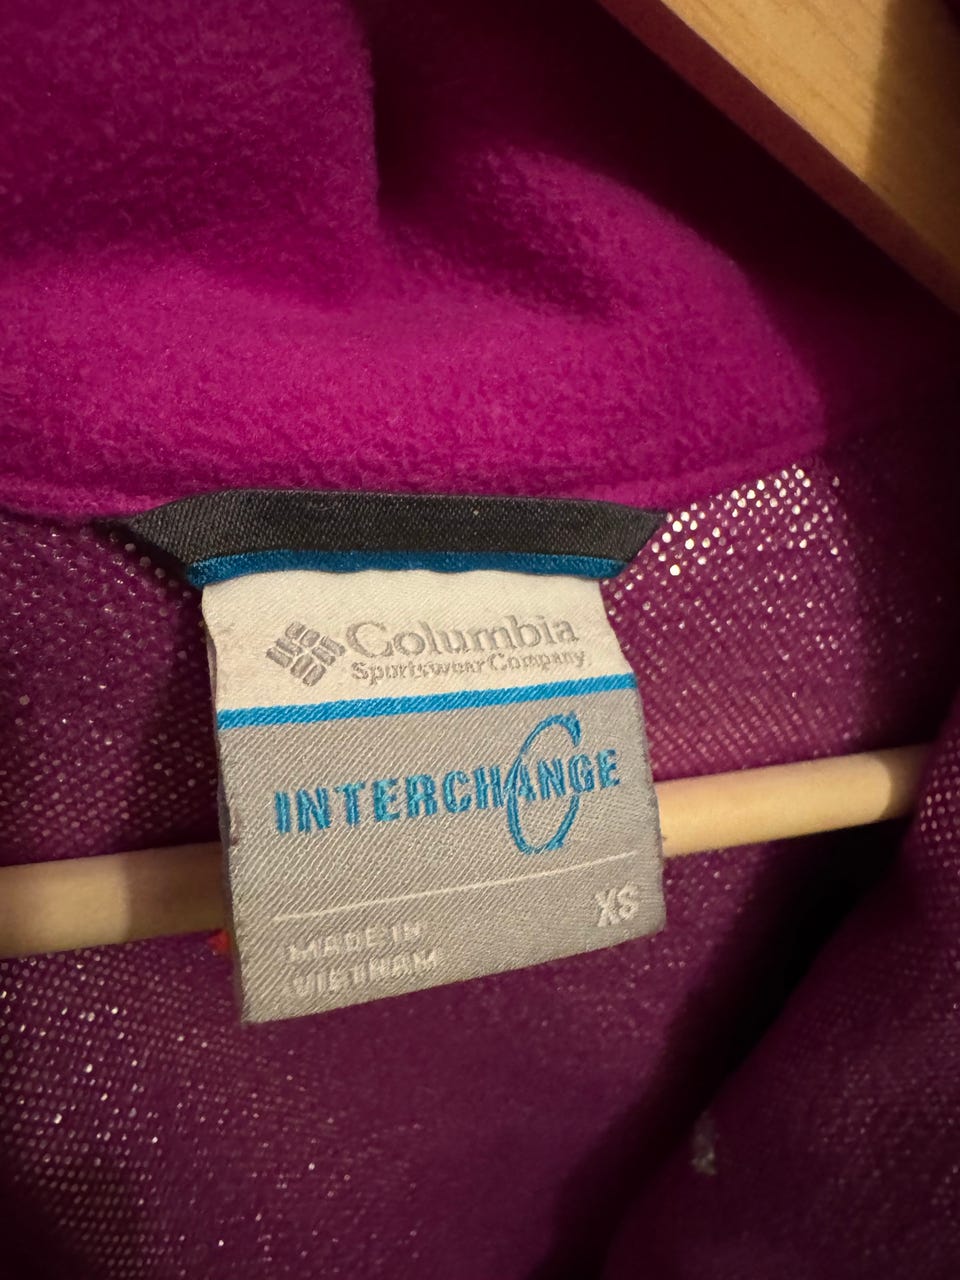 Columbia
Sportswear Company
INTERCHANGE
XS
MADE IN
VIETNAM